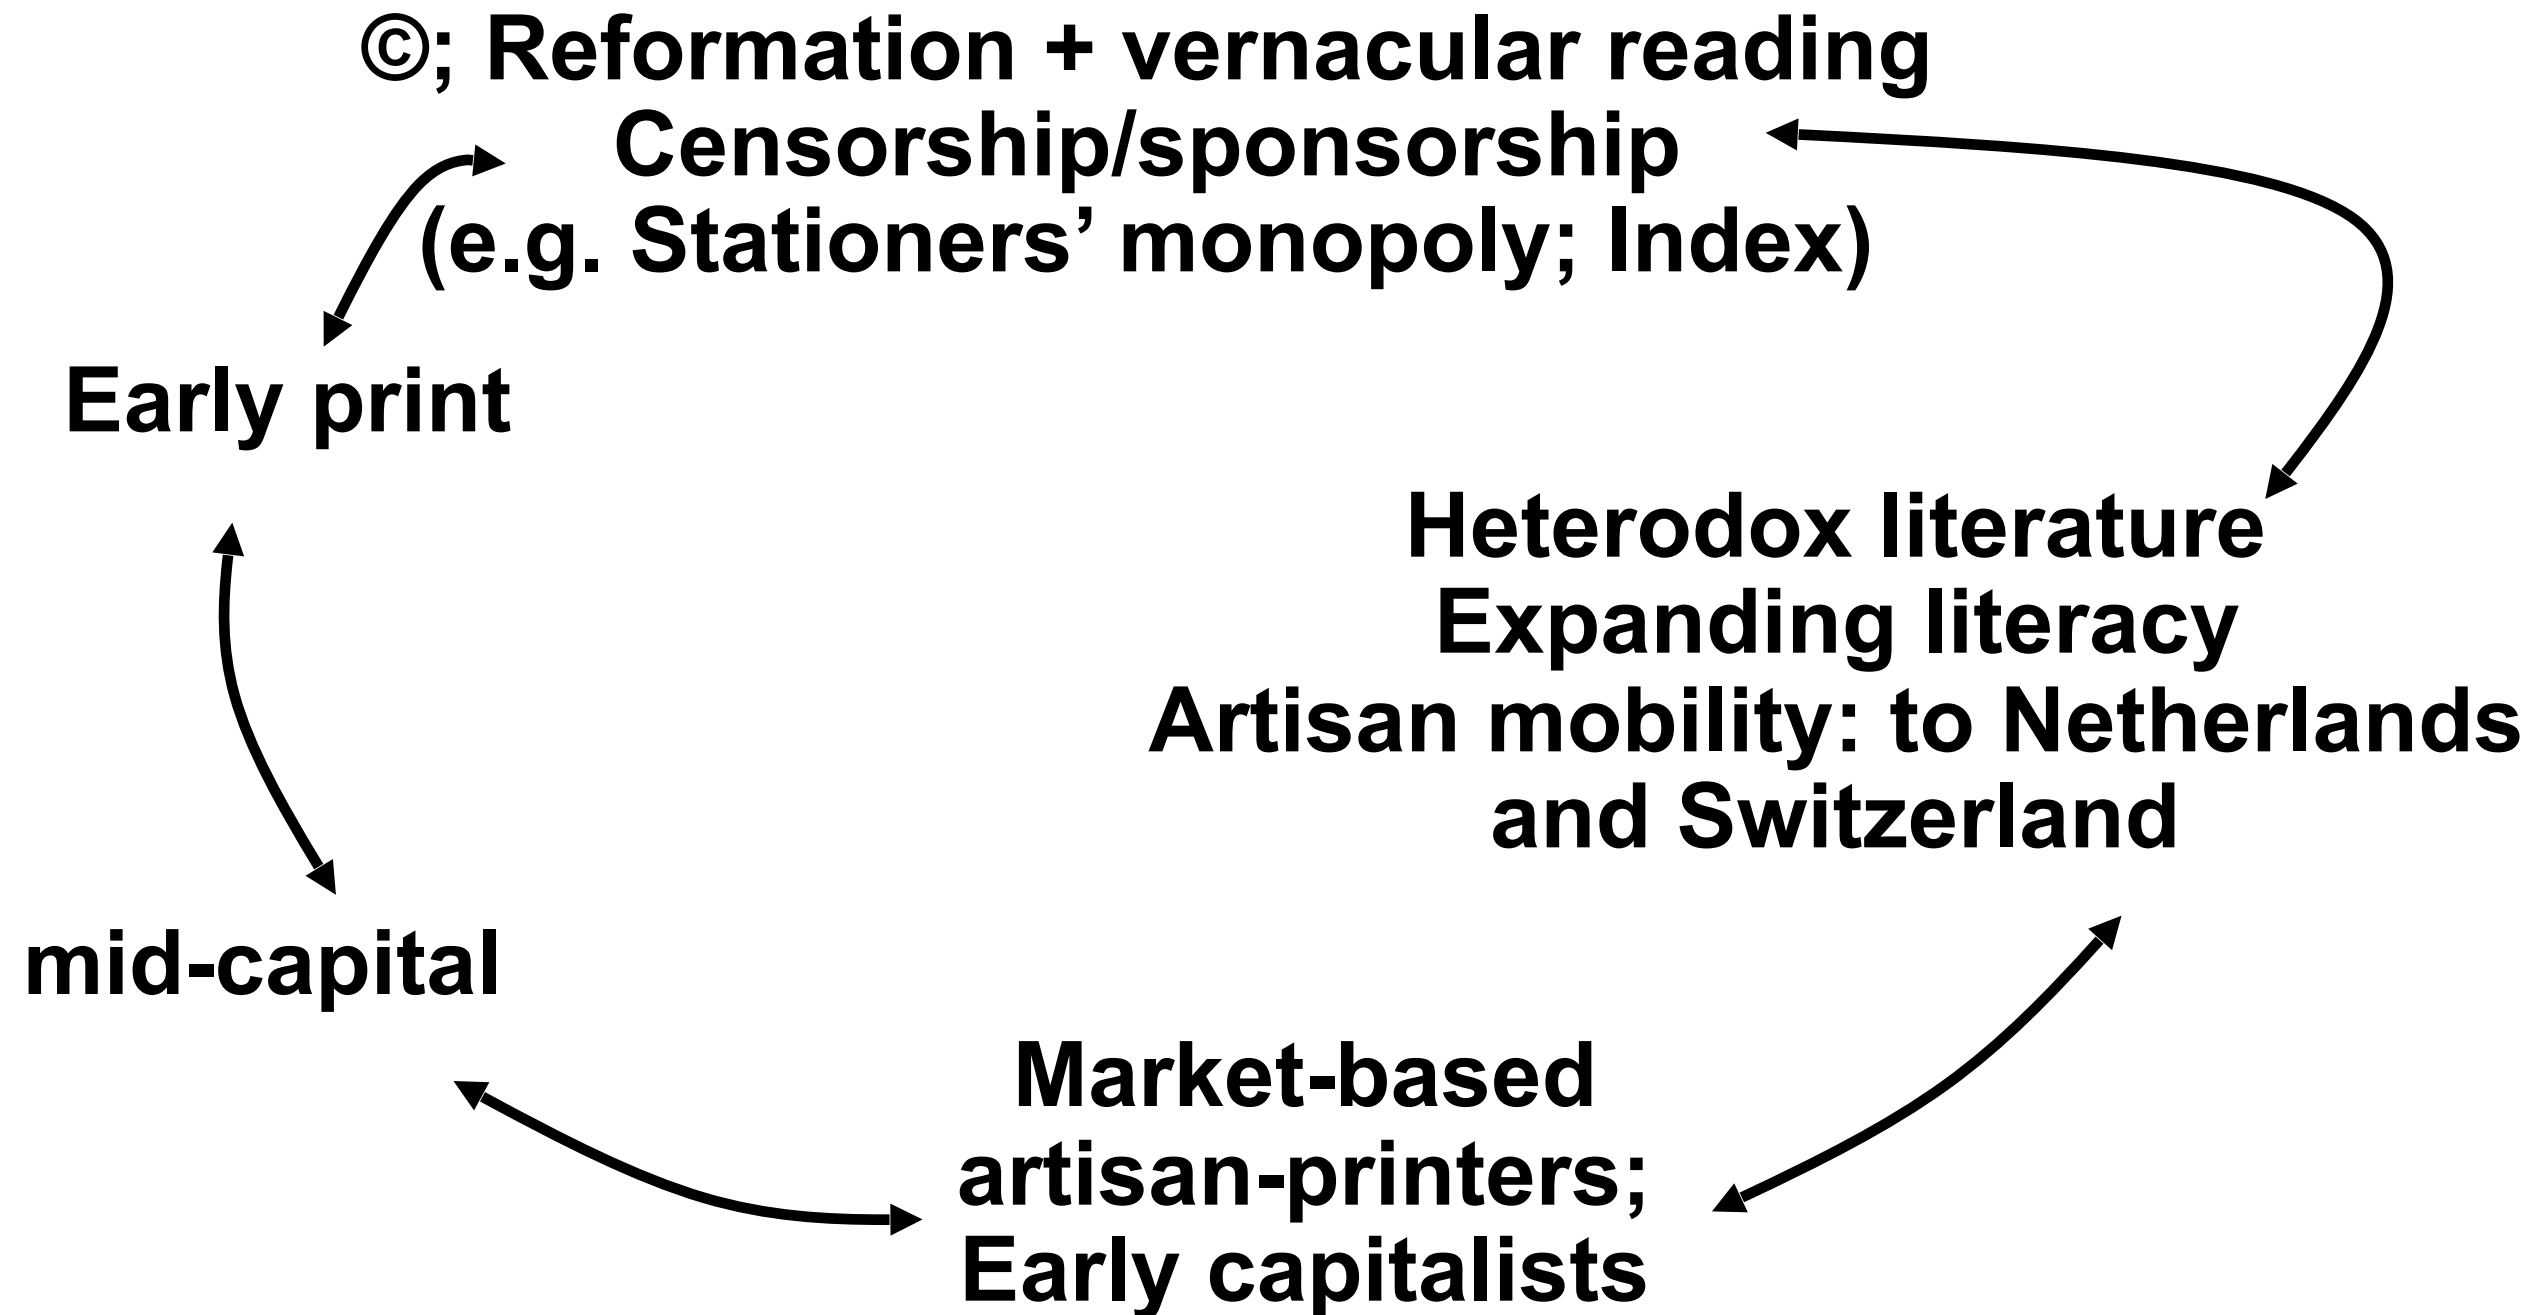 ©; Reformation + vernacular reading
Censorship/sponsorship
(e.g. Stationers’ monopoly; Index)
Early print
Heterodox literature
Expanding literacy
Artisan mobility: to Netherlands
and Switzerland
mid-capital
Market-based
artisan-printers;
Early capitalists